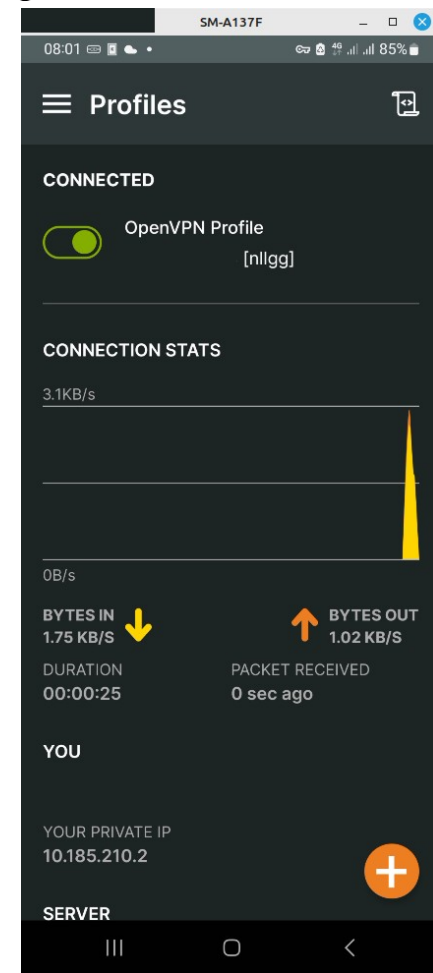 SM-A137F
08:01
4G
85%
Profiles
CONNECTED
OpenVPN Profile
[nllgg]
CONNECTION STATS
3.1KB/s
0B/s
BYTES IN
1.75 KB/S
BYTES OUT
1.02 KB/S
DURATION
00:00:25
PACKET RECEIVED
0 sec ago
YOU
YOUR PRIVATE IP
10.185.210.2
SERVER